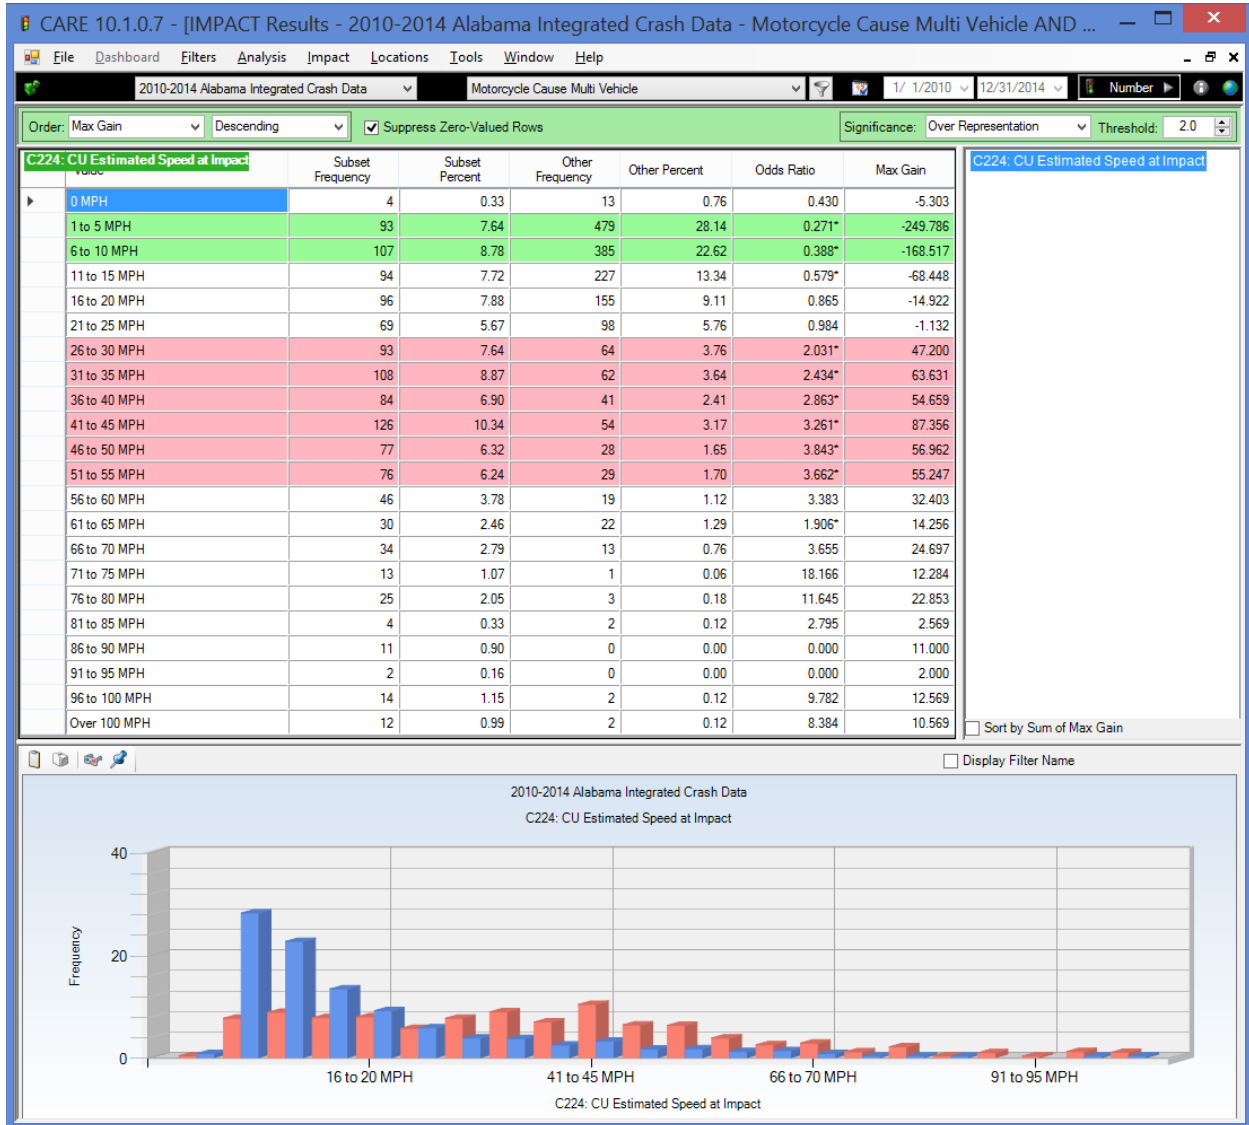 CARE 10.1.0.7 - [IMPACT Results - 2010-2014 Alabama Integrated Crash Data - Motorcycle Cause Multi Vehicle AND ...
File Dashboard Filters Analysis Impact Locations Tools Window Help
2010-2014 Alabama Integrated Crash Data Motorcycle Cause Multi Vehicle 1/ 1/2010 12/31/2014 Number
Order: Max Gain Descending Suppress Zero-Valued Rows Significance: Over Representation Threshold: 2.0
C224: CU Estimated Speed at Impact Subset Frequency Subset Percent Other Frequency Other Percent Odds Ratio Max Gain C224: CU Estimated Speed at Impact
0 MPH 4 0.33 13 0.76 0.430 -5.303
1 to 5 MPH 93 7.64 479 28.14 0.271* -249.786
6 to 10 MPH 107 8.78 385 22.62 0.388* -168.517
11 to 15 MPH 94 7.72 227 13.34 0.579* -68.448
16 to 20 MPH 96 7.88 155 9.11 0.865 -14.922
21 to 25 MPH 69 5.67 98 5.76 0.984 -1.132
26 to 30 MPH 93 7.64 64 3.76 2.031* 47.200
31 to 35 MPH 108 8.87 62 3.64 2.434* 63.631
36 to 40 MPH 84 6.90 41 2.41 2.863* 54.659
41 to 45 MPH 126 10.34 54 3.17 3.261* 87.356
46 to 50 MPH 77 6.32 28 1.65 3.843* 56.962
51 to 55 MPH 76 6.24 29 1.70 3.662* 55.247
56 to 60 MPH 46 3.78 19 1.12 3.383 32.403
61 to 65 MPH 30 2.46 22 1.29 1.906* 14.256
66 to 70 MPH 34 2.79 13 0.76 3.655 24.697
71 to 75 MPH 13 1.07 1 0.06 18.166 12.284
76 to 80 MPH 25 2.05 3 0.18 11.645 22.853
81 to 85 MPH 4 0.33 2 0.12 2.795 2.569
86 to 90 MPH 11 0.90 0 0.00 0.000 11.000
91 to 95 MPH 2 0.16 0 0.00 0.000 2.000
96 to 100 MPH 14 1.15 2 0.12 9.782 12.569
Over 100 MPH 12 0.99 2 0.12 8.384 10.569
Sort by Sum of Max Gain
Display Filter Name
2010-2014 Alabama Integrated Crash Data
C224: CU Estimated Speed at Impact
40
20
0
Frequency
16 to 20 MPH 41 to 45 MPH 66 to 70 MPH 91 to 95 MPH
C224: CU Estimated Speed at Impact